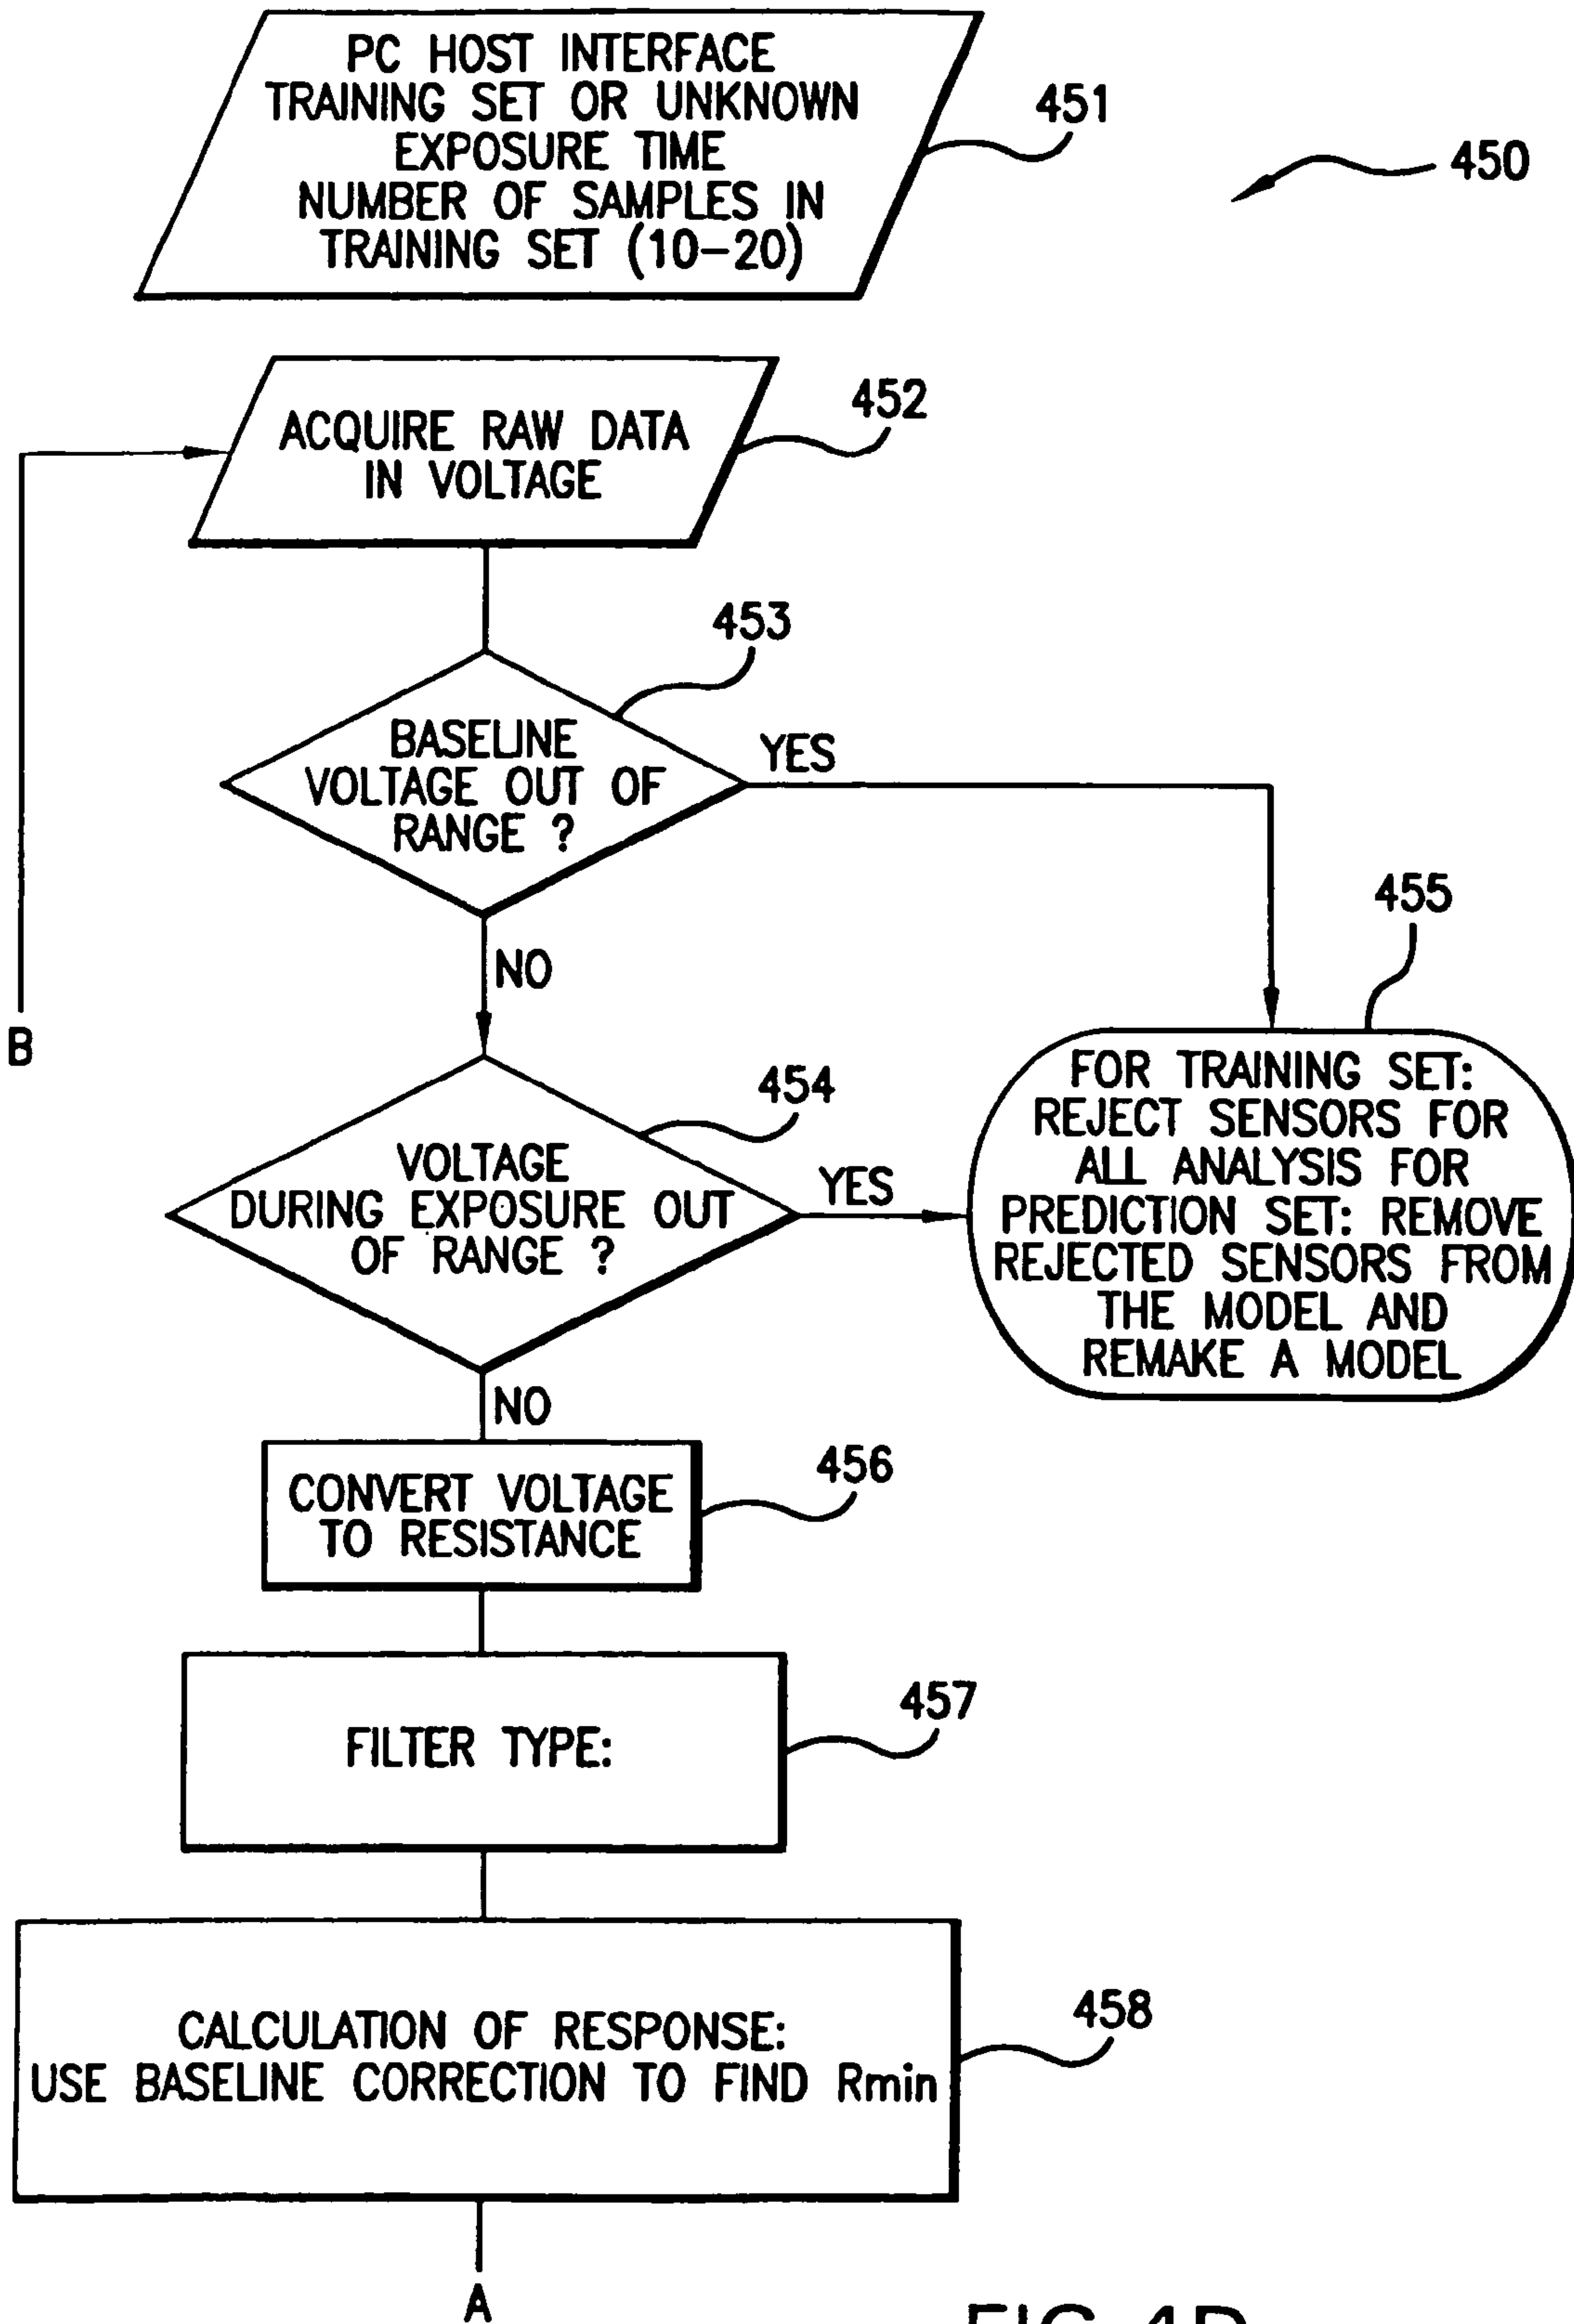 PC HOST INTERFACE
TRAINING SET OR UNKNOWN
EXPOSURE TIME
NUMBER OF SAMPLES IN
TRAINING SET (10-20)
451
450
ACQUIRE RAW DATA
IN VOLTAGE
452
453
BASELINE
VOLTAGE OUT OF
RANGE ?
YES
NO
B
455
FOR TRAINING SET:
REJECT SENSORS FOR
ALL ANALYSIS FOR
PREDICTION SET: REMOVE
REJECTED SENSORS FROM
THE MODEL AND
REMAKE A MODEL
454
VOLTAGE
DURING EXPOSURE OUT
OF RANGE ?
YES
NO
CONVERT VOLTAGE
TO RESISTANCE
456
FILTER TYPE:
457
CALCULATION OF RESPONSE:
USE BASELINE CORRECTION TO FIND Rmin
458
A